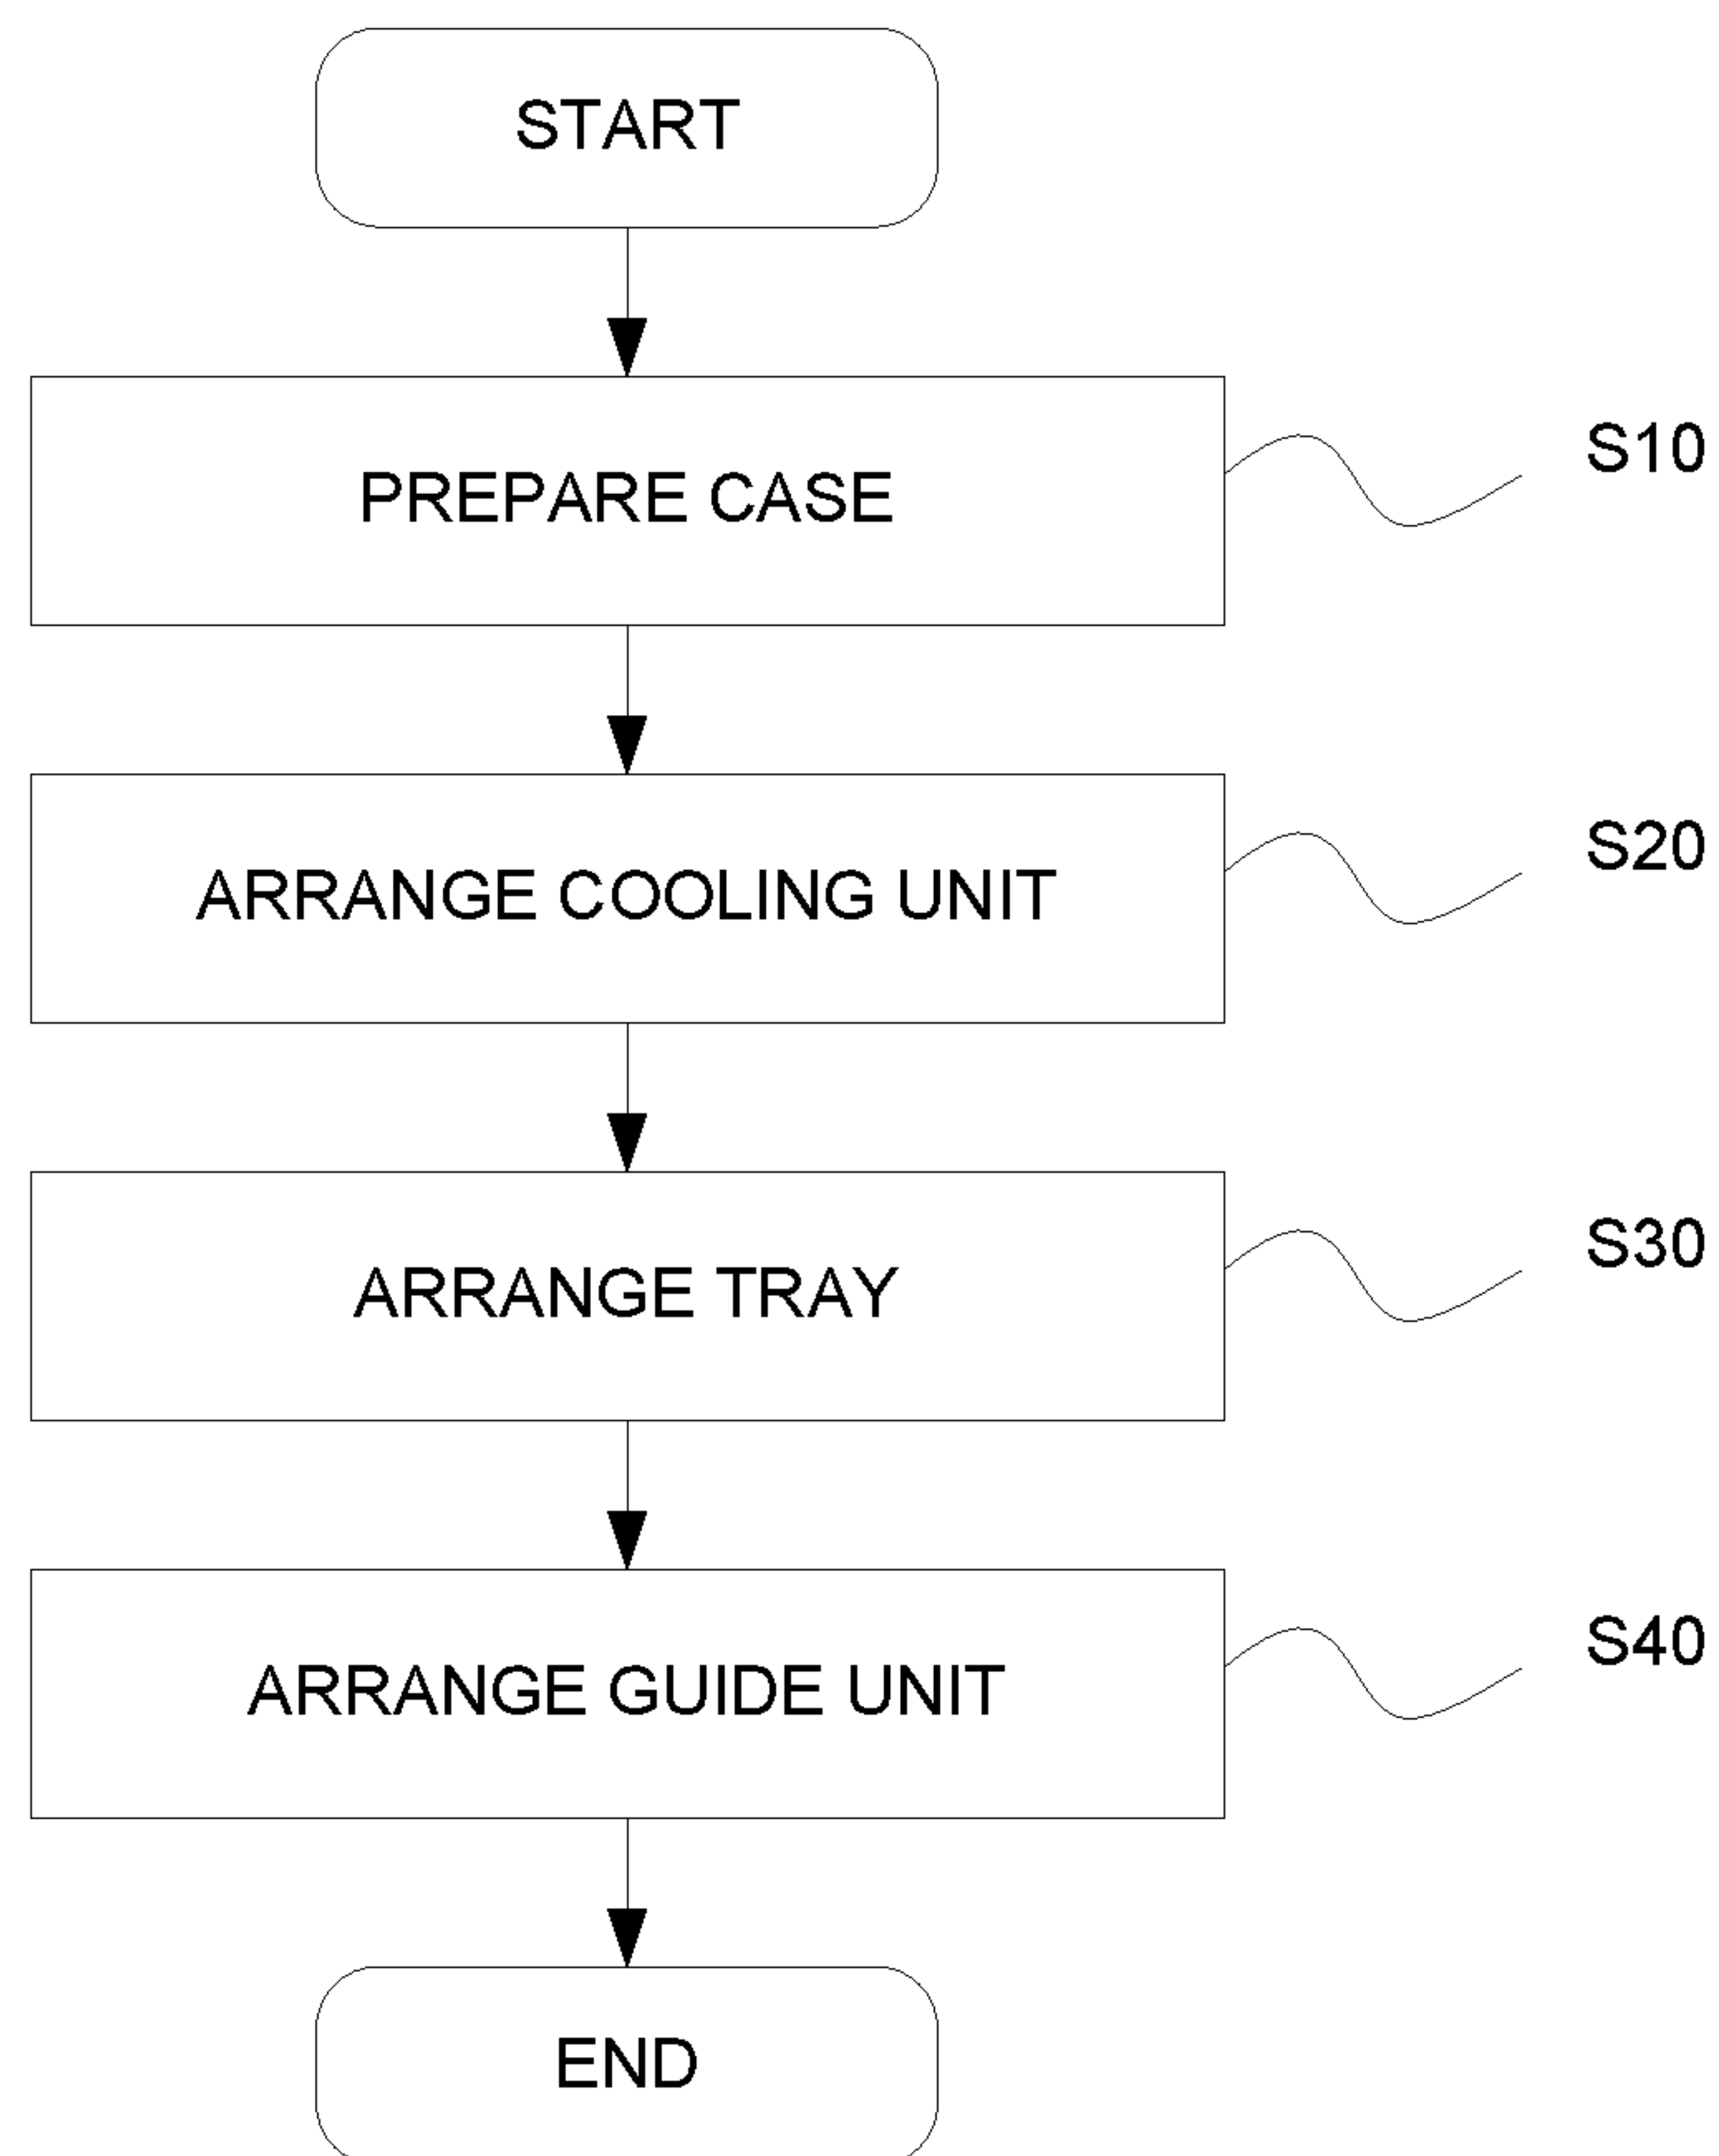 START
PREPARE CASE
S10
ARRANGE COOLING UNIT
S20
ARRANGE TRAY
S30
ARRANGE GUIDE UNIT
S40
END